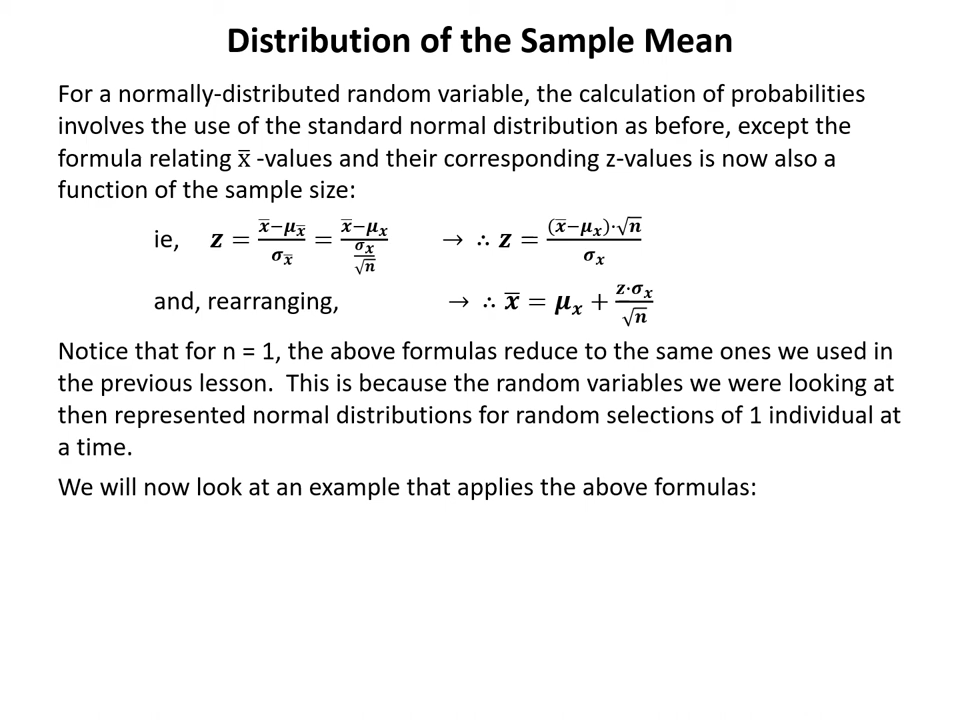 Distribution of the Sample Mean
For a normally-distributed random variable, the calculation of probabilities
involves the use of the standard normal distribution as before, except the
formula relating x̅ -values and their corresponding z-values is now also a
function of the sample size:
ie, z = (x̅−μ_x̅)/σ_x̅ = (x̅−μₓ)/(σₓ/√n) → ∴ z = ((x̅−μₓ)·√n)/σₓ
and, rearranging, → ∴ x̅ = μₓ + (z·σₓ)/√n
Notice that for n = 1, the above formulas reduce to the same ones we used in
the previous lesson. This is because the random variables we were looking at
then represented normal distributions for random selections of 1 individual at
a time.
We will now look at an example that applies the above formulas: